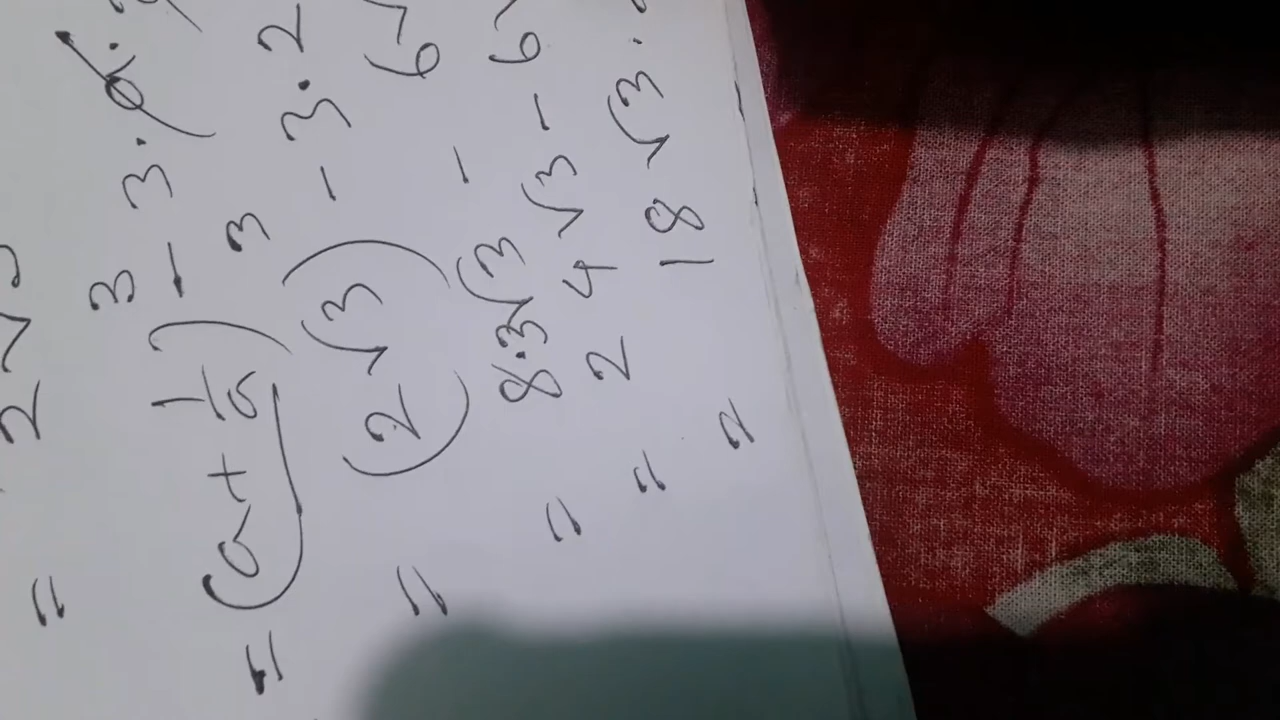 = 2√3
= (a + 1/a)³ - 3 · a ·
= (2√3)³ - 3 · 2
= 8·3√3 - 6√
= 24√3 - 6
= 18√3 ·